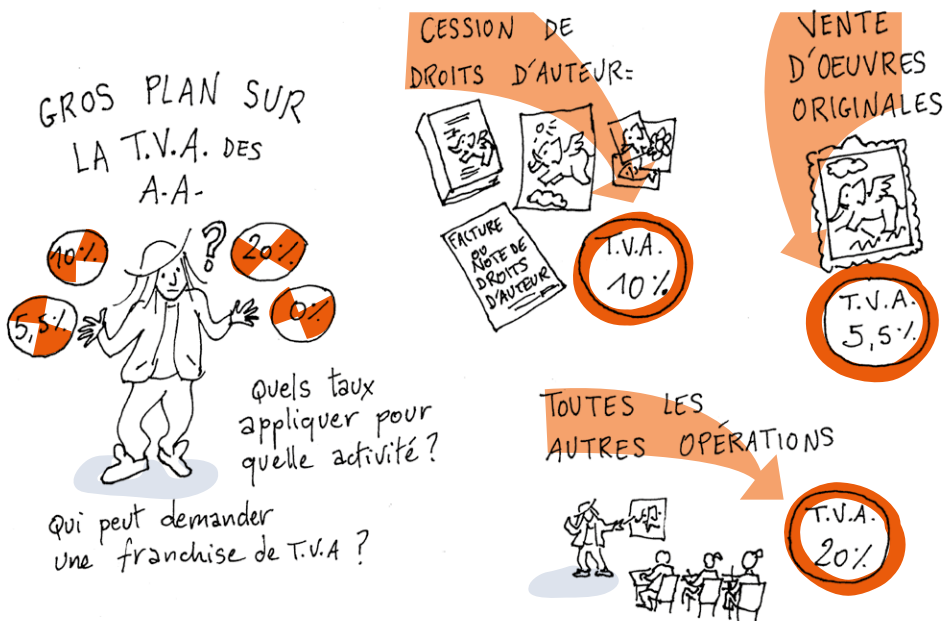 GROS PLAN SUR
LA T.V.A. DES
A-A-
10%
?
20%
5,5%
0%
Quels taux
appliquer pour
quelle activité ?
Qui peut demander
une franchise de T.V.A ?
CESSION DE
DROITS D'AUTEUR=
FACTURE
OU
NOTE DE
DROITS
D'AUTEUR
T.V.A.
10%
VENTE
D'OEUVRES
ORIGINALES
T.V.A.
5,5%
TOUTES LES
AUTRES OPÉRATIONS
T.V.A.
20%